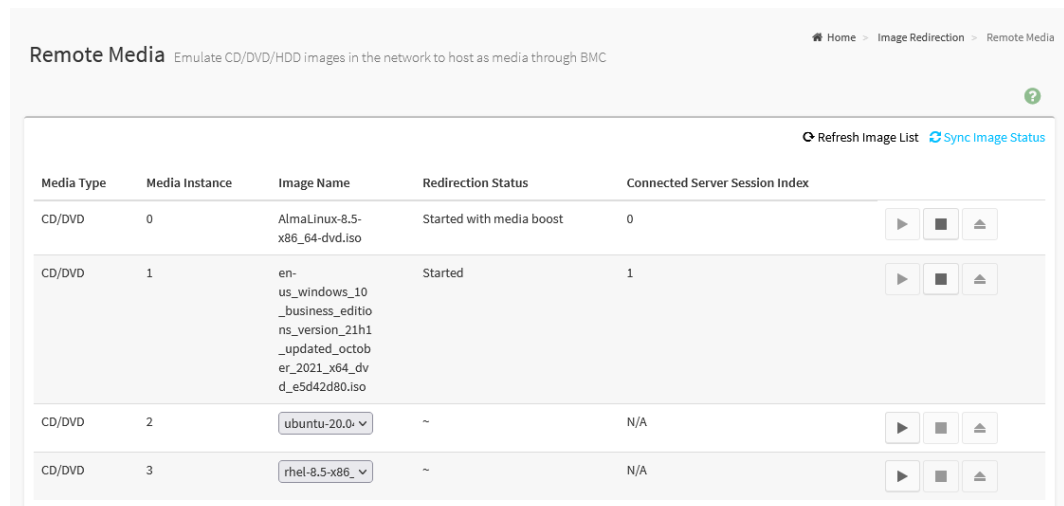 Home > Image Redirection > Remote Media
Remote Media Emulate CD/DVD/HDD images in the network to host as media through BMC
Refresh Image List Sync Image Status
Media Type Media Instance Image Name Redirection Status Connected Server Session Index
CD/DVD 0 AlmaLinux-8.5- Started with media boost 0
x86_64-dvd.iso
CD/DVD 1 en- Started 1
us_windows_10
_business_editio
ns_version_21h1
_updated_octob
er_2021_x64_dv
d_e5d42d80.iso
CD/DVD 2 ubuntu-20.0 ~ N/A
CD/DVD 3 rhel-8.5-x86_ ~ N/A